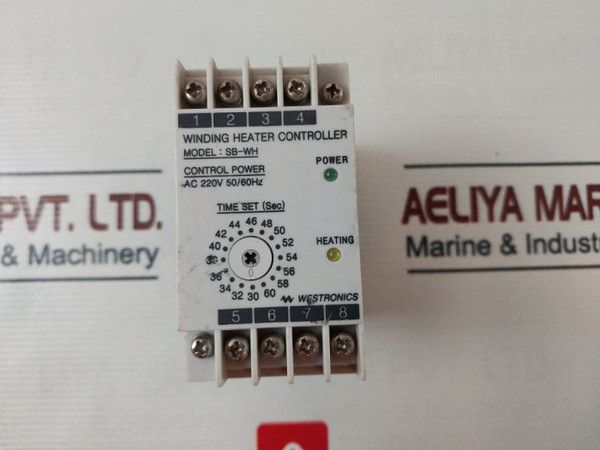 1 2 3 4
WINDING HEATER CONTROLLER
MODEL : SB-WH
CONTROL POWER
AC 220V 50/60Hz
POWER
TIME SET (Sec)
30 32 34 36 38 40 42 44 46 48 50 52 54 56 58 60
0
HEATING
WESTRONICS
5 6 7 8
PVT. LTD.
& Machinery
AELIYA MAR
Marine & Indust